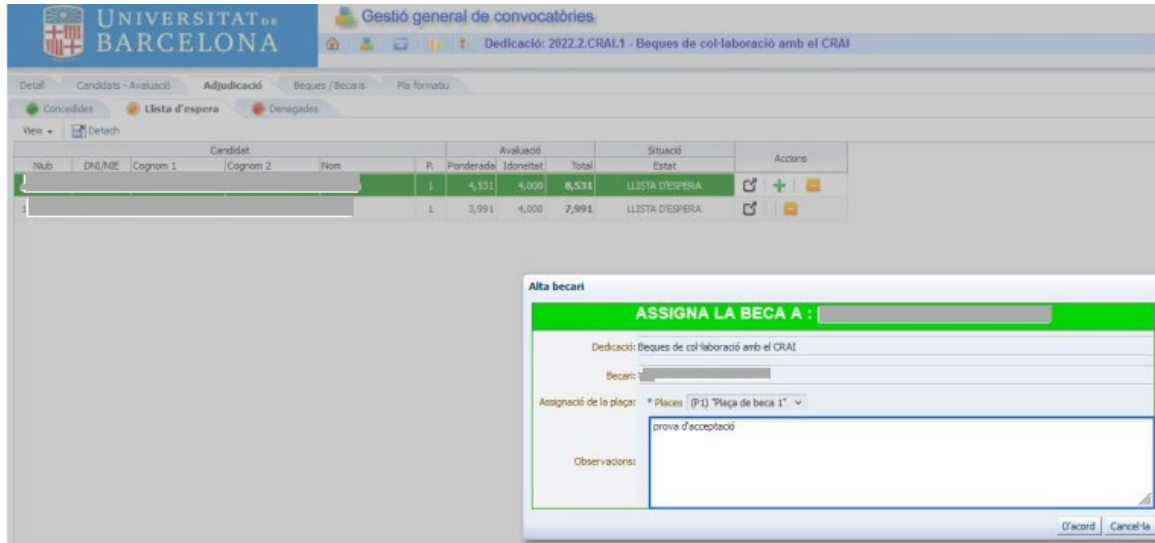 UNIVERSITAT DE
BARCELONA
Gestió general de convocatòries
Dedicació: 2022.2.CRAI.1 - Beques de col·laboració amb el CRAI
Detall Candidats - Avaluació Adjudicació Beques / Becaris Pla formatiu
Concedides Llista d'espera Denegades
View Detach
Candidat Avaluació Situació Accions
Niub DNI/NIE Cognom 1 Cognom 2 Nom P. Ponderada Idoneitat Total Estat
1 4,531 4,000 8,531 LLISTA D'ESPERA
1 3,991 4,000 7,991 LLISTA D'ESPERA
Alta becari
ASSIGNA LA BECA A :
Dedicació: Beques de col·laboració amb el CRAI
Becari:
Assignació de la plaça: * Places (P1) "Plaça de beca 1"
prova d'acceptació
Observacions:
D'acord Cancel·la